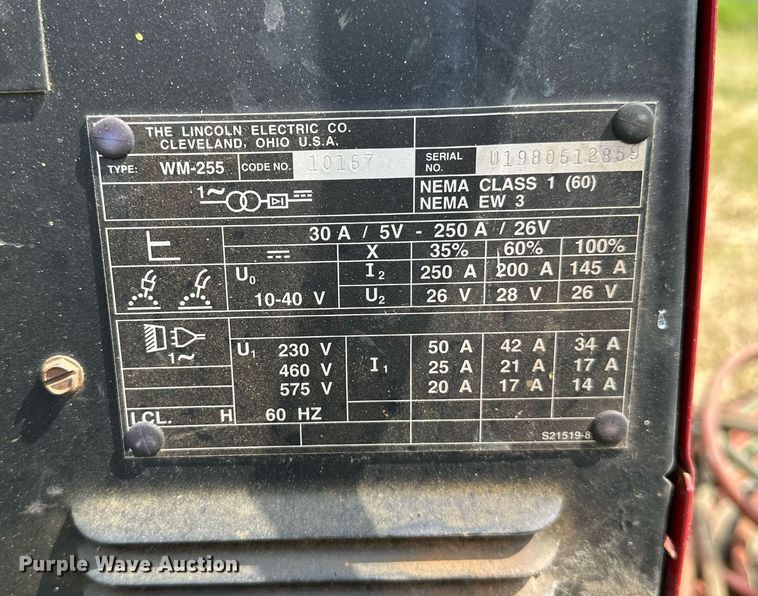 THE LINCOLN ELECTRIC CO.
CLEVELAND, OHIO U.S.A.
TYPE: WM-255 CODE NO. 10167 SERIAL NO. U1980612859
NEMA CLASS 1 (60)
NEMA EW 3
1~
30 A / 5V - 250 A / 26V
X 35% 60% 100%
U0 I2 250 A 200 A 145 A
10-40 V U2 26 V 28 V 26 V
1~
U1 230 V I1 50 A 42 A 34 A
460 V 25 A 21 A 17 A
575 V 20 A 17 A 14 A
I.CL. H 60 HZ
S21519-8
Purple Wave Auction